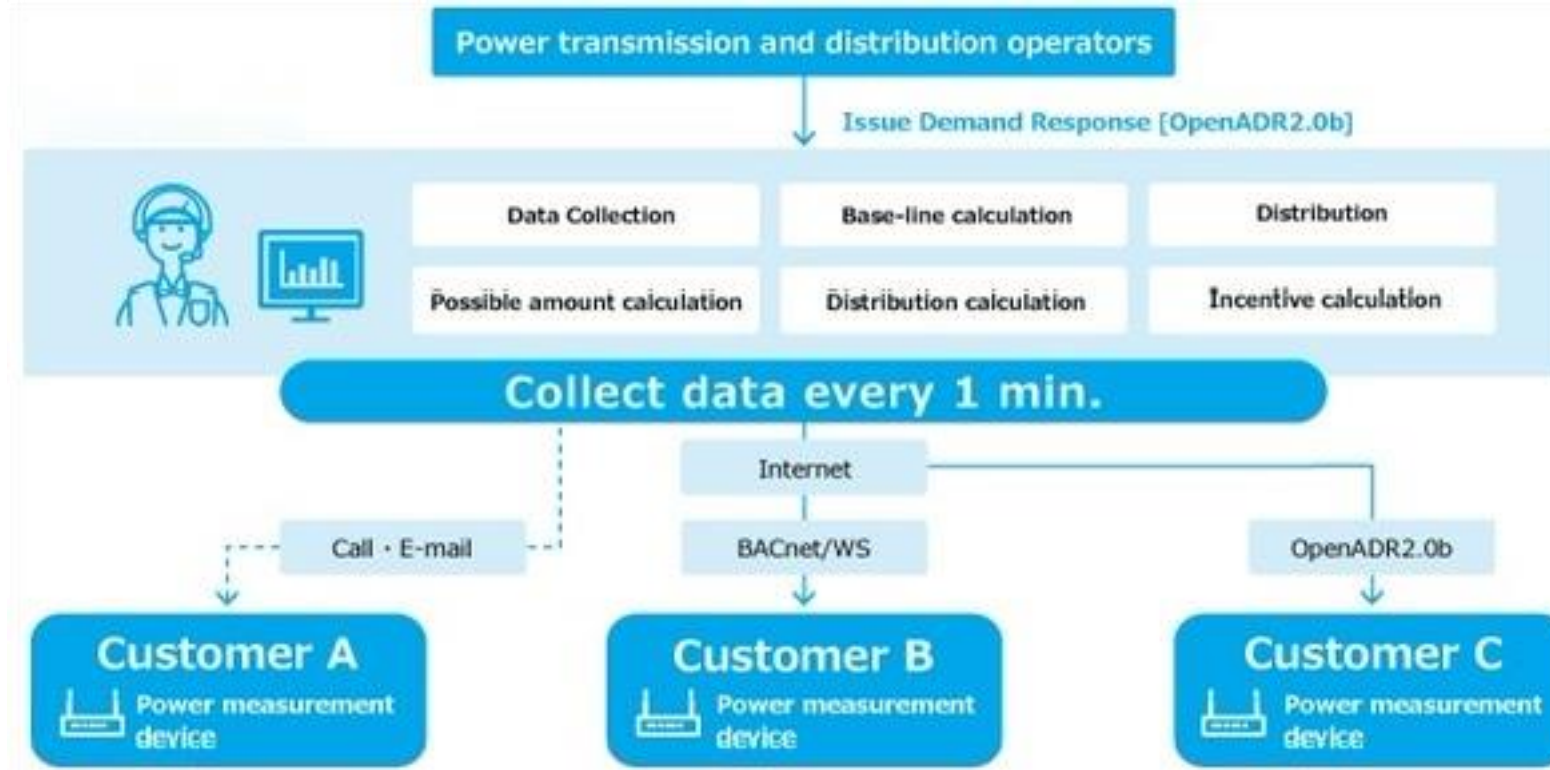 Power transmission and distribution operators
Issue Demand Response [OpenADR2.0b]
Data Collection
Base-line calculation
Distribution
Possible amount calculation
Distribution calculation
Incentive calculation
Collect data every 1 min.
Internet
Call・E-mail
BACnet/WS
OpenADR2.0b
Customer A
Power measurement
device
Customer B
Power measurement
device
Customer C
Power measurement
device